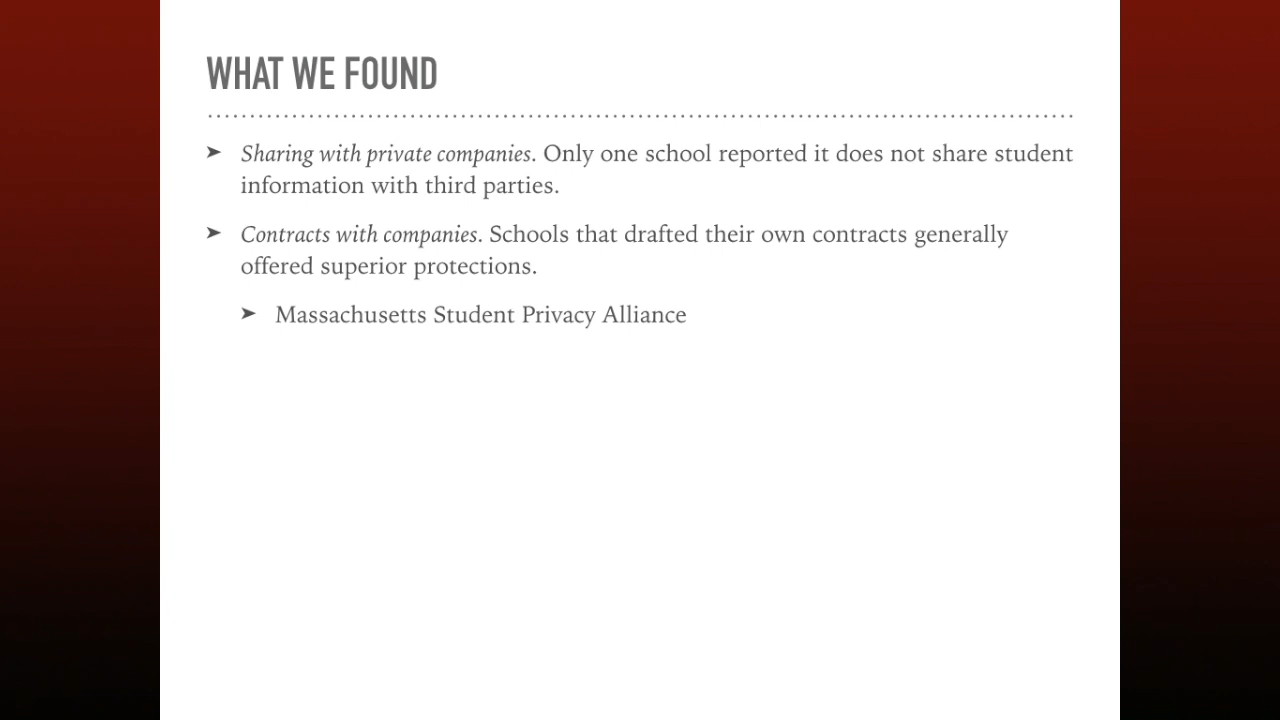 WHAT WE FOUND
➤ Sharing with private companies. Only one school reported it does not share student
information with third parties.
➤ Contracts with companies. Schools that drafted their own contracts generally
offered superior protections.
➤ Massachusetts Student Privacy Alliance